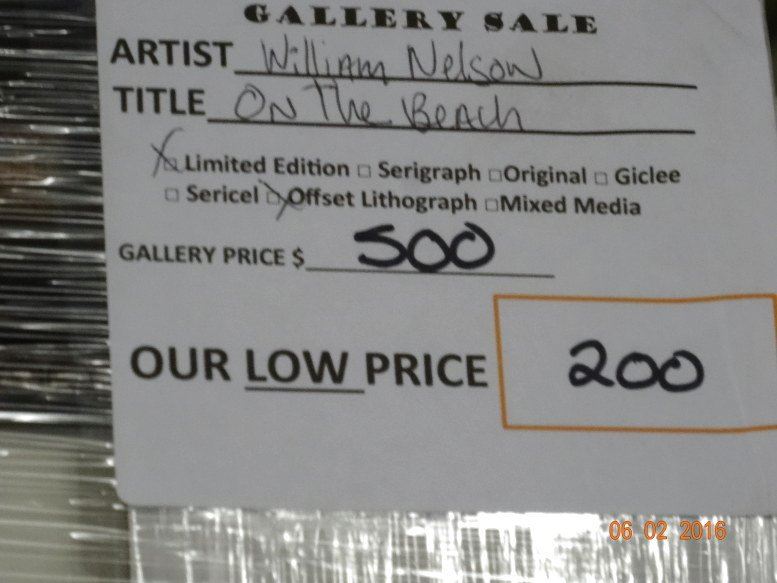 GALLERY SALE
ARTIST William Nelson
TITLE On The Beach
☒ Limited Edition ☐ Serigraph ☐ Original ☐ Giclee
☐ Sericel ☒ Offset Lithograph ☐ Mixed Media
GALLERY PRICE $ 500
OUR LOW PRICE 200
06 02 2016